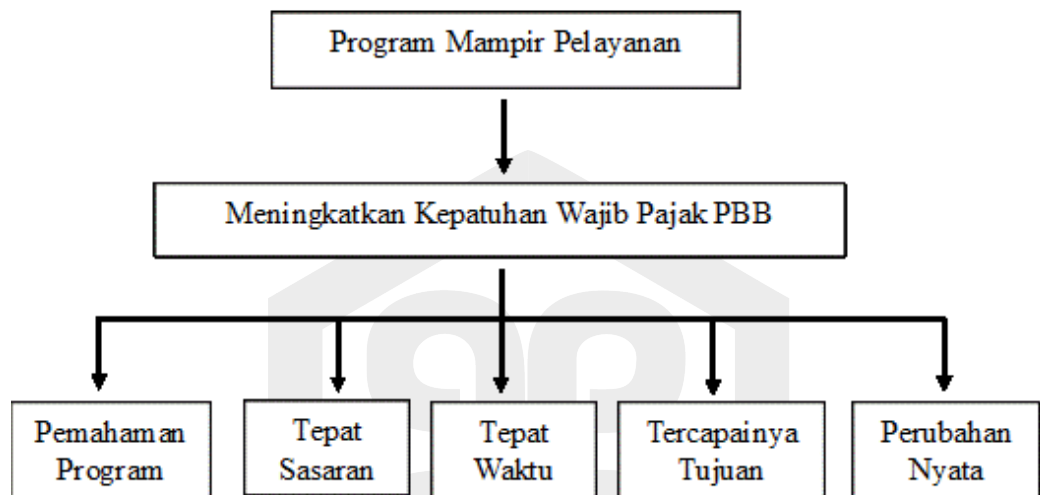 Program Mampir Pelayanan
Meningkatkan Kepatuhan Wajib Pajak PBB
Pemahaman
Program
Tepat
Sasaran
Tepat
Waktu
Tercapainya
Tujuan
Perubahan
Nyata